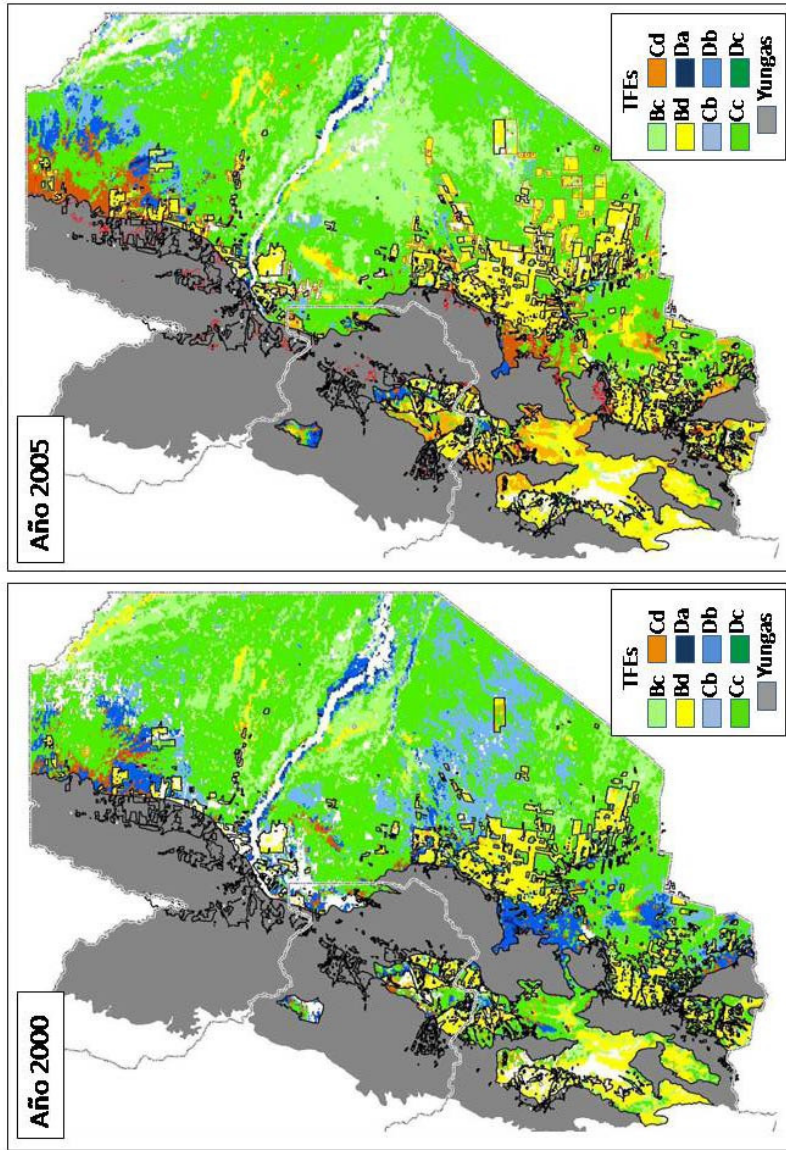 Año 2000
TFEs
Bc Cd
Bd Da
Cb Db
Cc Dc
Yungas
Año 2005
TFEs
Bc Cd
Bd Da
Cb Db
Cc Dc
Yungas